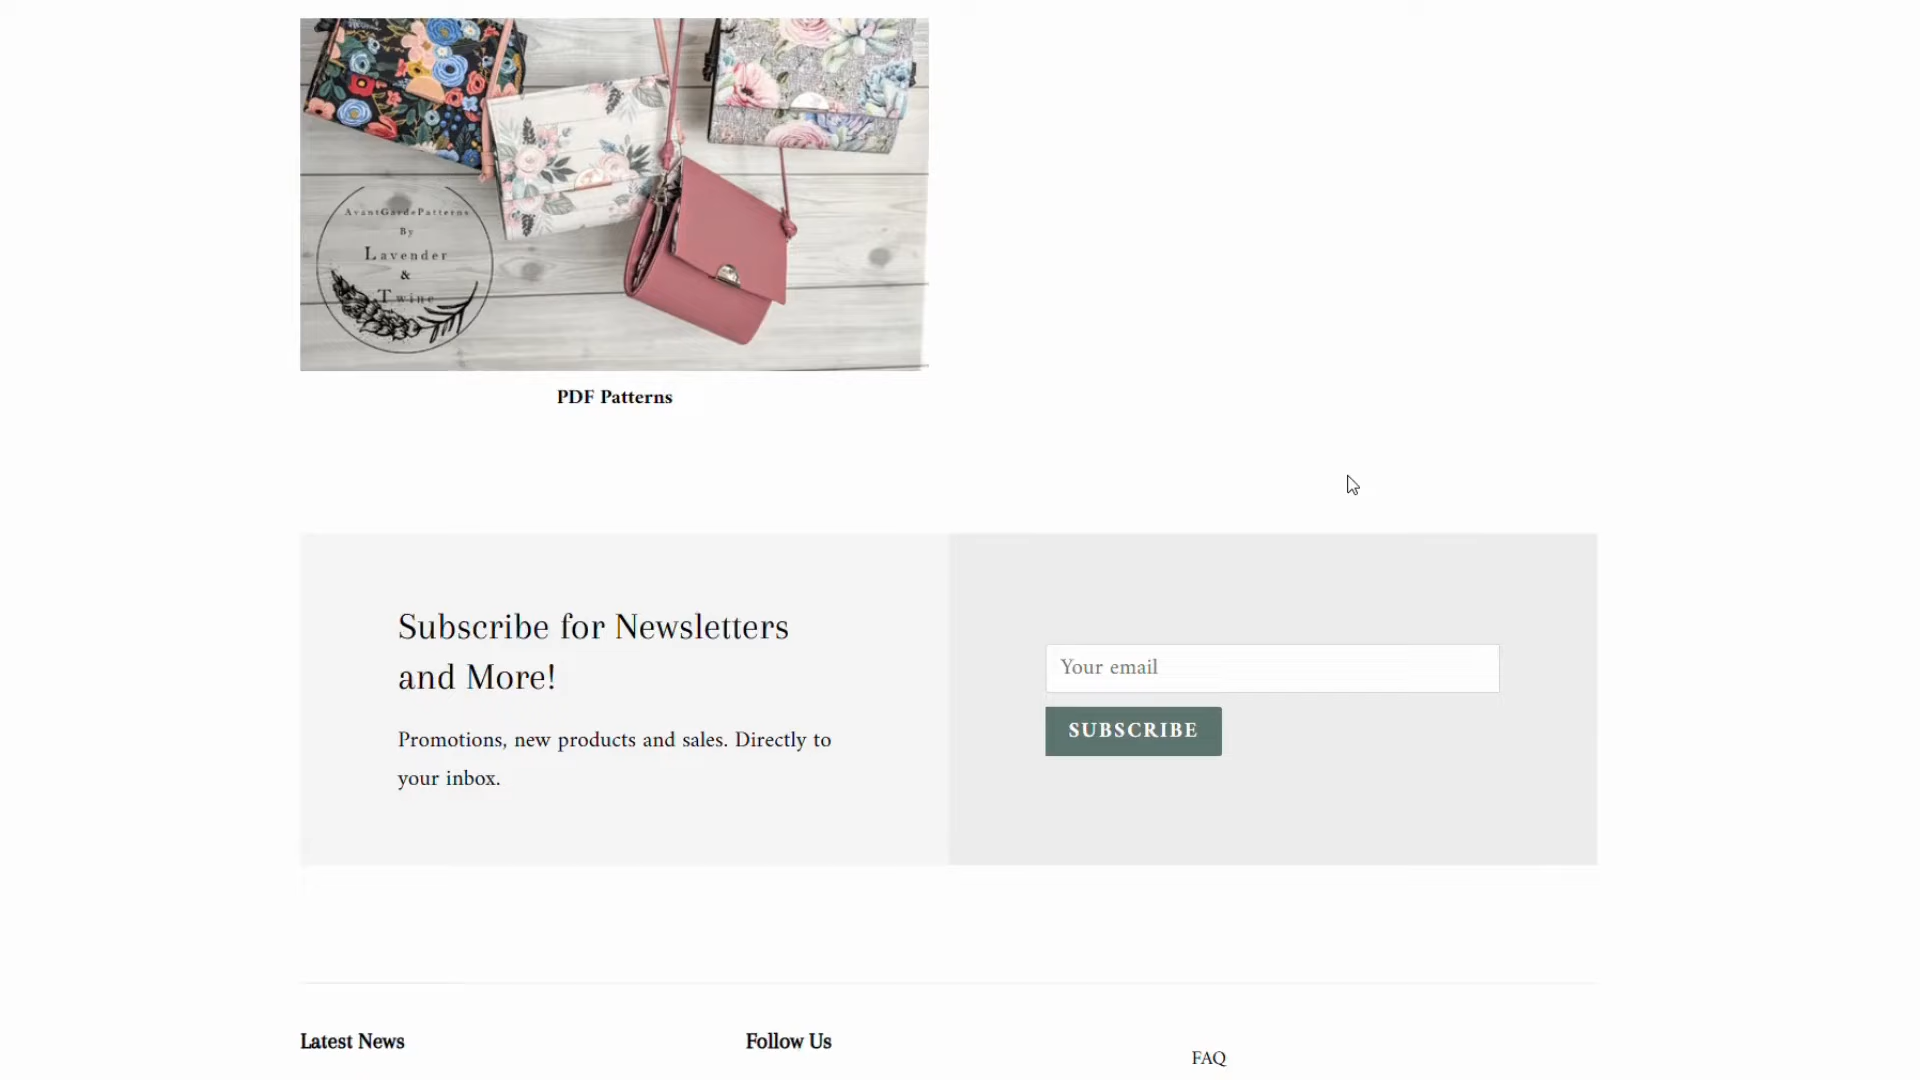 AvantGardePatterns
By
Lavender
&
Twine
PDF Patterns
Subscribe for Newsletters
and More!
Promotions, new products and sales. Directly to
your inbox.
Your email
SUBSCRIBE
Latest News
Follow Us
FAQ